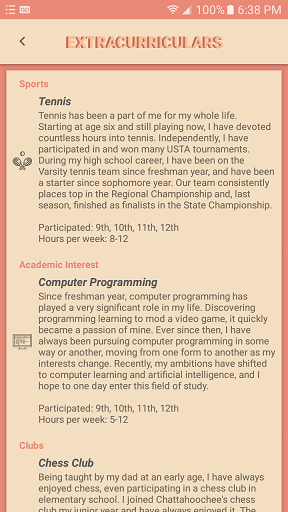 100% 6:38 PM
EXTRACURRICULARS
Sports
Tennis
Tennis has been a part of me for my whole life.
Starting at age six and still playing now, I have devoted
countless hours into tennis. Independently, I have
participated in and won many USTA tournaments.
During my high school career, I have been on the
Varsity tennis team since freshman year, and have been
a starter since sophomore year. Our team consistently
places top in the Regional Championship and, last
season, finished as finalists in the State Championship.
Participated: 9th, 10th, 11th, 12th
Hours per week: 8-12
Academic Interest
Computer Programming
Since freshman year, computer programming has
played a very significant role in my life. Discovering
programming learning to mod a video game, it quickly
became a passion of mine. Ever since then, I have
always been pursuing computer programming in some
way or another, moving from one form to another as my
interests change. Recently, my ambitions have shifted
to computer learning and artificial intelligence, and I
hope to one day enter this field of study.
Participated: 9th, 10th, 11th, 12th
Hours per week: 5-12
Clubs
Chess Club
Being taught by my dad at an early age, I have always
enjoyed chess, even participating in a chess club in
elementary school. I joined Chattahoochee's chess
club my junior year and have always enjoyed it. The